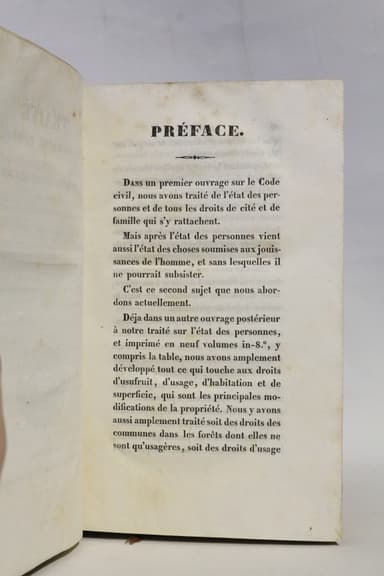 PRÉFACE.
Dans un premier ouvrage sur le Code
civil, nous avons traité de l'état des per-
sonnes et de tous les droits de cité et de
famille qui s'y rattachent.
Mais après l'état des personnes vient
aussi l'état des choses soumises aux jouis-
sances de l'homme, et sans lesquelles il
ne pourrait subsister.
C'est ce second sujet que nous abor-
dons actuellement.
Déja dans un autre ouvrage postérieur
à notre traité sur l'état des personnes,
et imprimé en neuf volumes in-8.º, y
compris la table, nous avons amplement
développé tout ce qui touche aux droits
d'usufruit, d'usage, d'habitation et de
superficie, qui sont les principales mo-
difications de la propriété. Nous y avons
aussi amplement traité soit des droits des
communes dans les forêts dont elles ne
sont qu'usagères, soit des droits d'usage